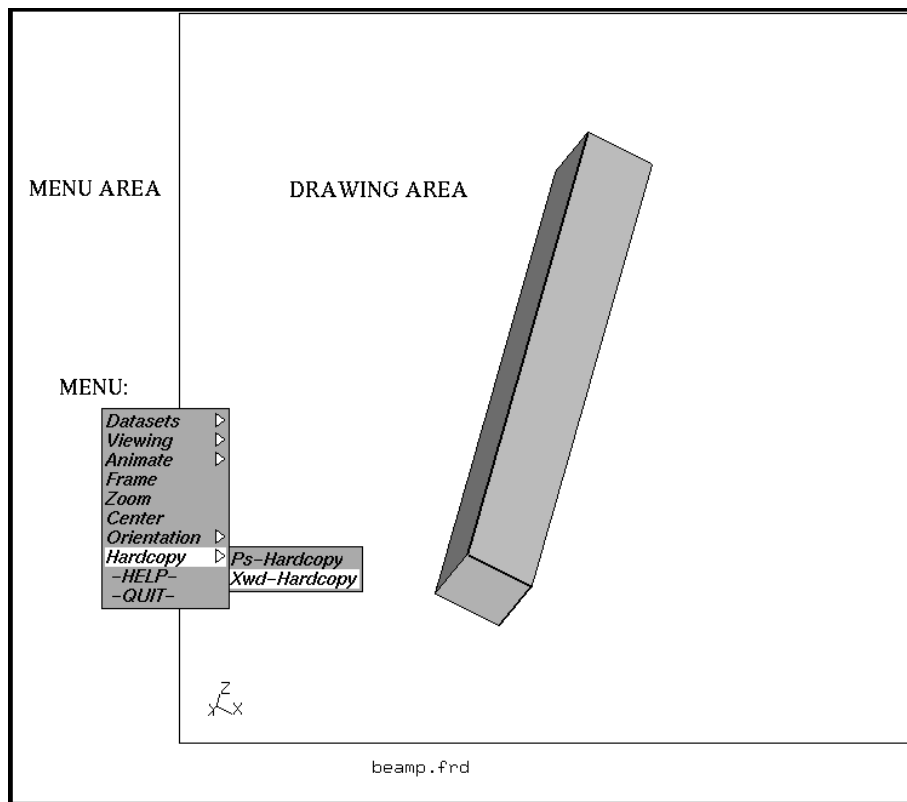 MENU AREA
DRAWING AREA
MENU:
Datasets
Viewing
Animate
Frame
Zoom
Center
Orientation
Hardcopy
-HELP-
-QUIT-
Ps-Hardcopy
Xwd-Hardcopy
Z
Y X
beamp.frd